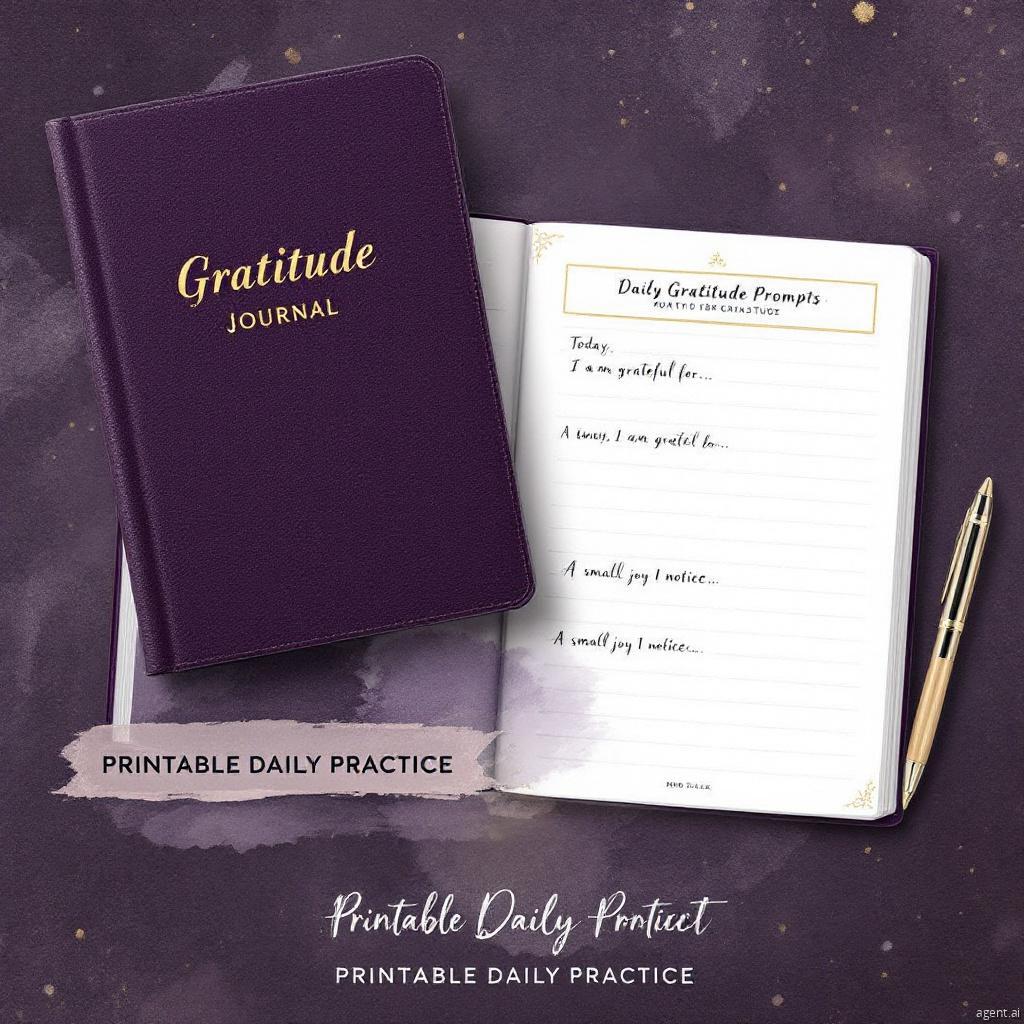 Gratitude
JOURNAL
Daily Gratitude Prompts
Today,
I am grateful for...
A I am
A small joy I notice...
A small joy I
PRINTABLE DAILY PRACTICE
Printable Daily
PRINTABLE DAILY PRACTICE
agent.ai